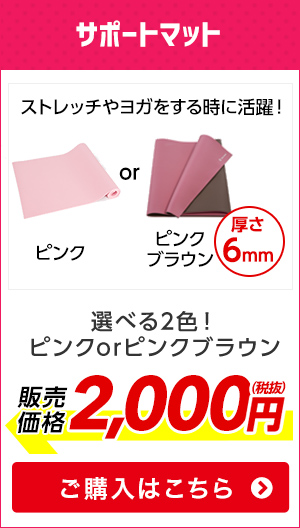 サポートマット
ストレッチやヨガをする時に活躍！
or
ピンク
ピンク
ブラウン
厚さ
6mm
選べる2色！
ピンクorピンクブラウン
販売
価格
2,000円
(税抜)
ご購入はこちら